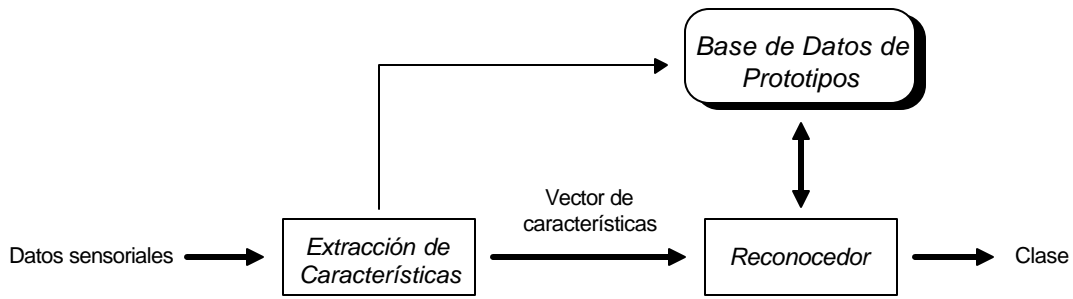 Base de Datos de
Prototipos
Vector de
características
Datos sensoriales
Extracción de
Características
Reconocedor
Clase